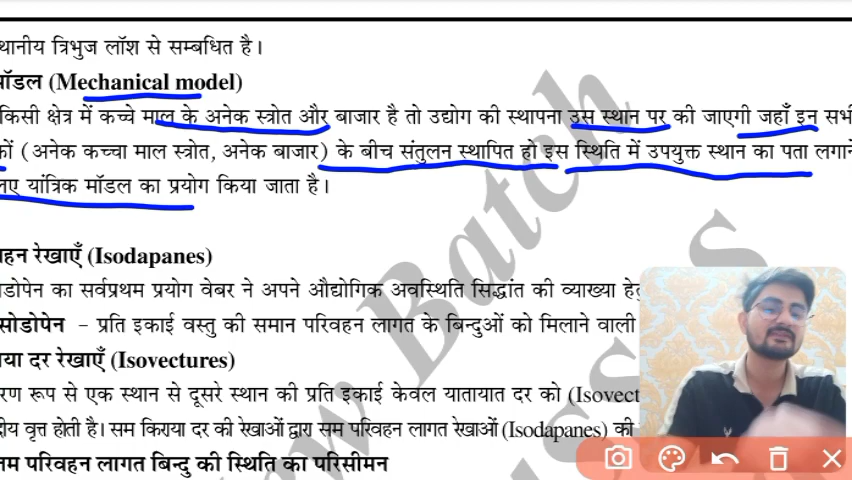 थानीय त्रिभुज लॉश से सम्बधित है।
मॉडल (Mechanical model)
किसी क्षेत्र में कच्चे माल के अनेक स्त्रोत और बाजार है तो उद्योग की स्थापना उस स्थान पर की जाएगी जहाँ इन सभी
कों (अनेक कच्चा माल स्त्रोत, अनेक बाजार) के बीच संतुलन स्थापित हो इस स्थिति में उपयुक्त स्थान का पता लगाने
लिए यांत्रिक मॉडल का प्रयोग किया जाता है।
वहन रेखाएँ (Isodapanes)
डोपेन का सर्वप्रथम प्रयोग वेबर ने अपने औद्योगिक अवस्थिति सिद्धांत की व्याख्या हेतु
सोडोपेन – प्रति इकाई वस्तु की समान परिवहन लागत के बिन्दुओं को मिलाने वाली
या दर रेखाएँ (Isovectures)
रण रूप से एक स्थान से दूसरे स्थान की प्रति इकाई केवल यातायात दर को (Isovect
य वृत्त होती है। सम किराया दर की रेखाओं द्वारा सम परिवहन लागत रेखाओं (Isodapanes) की
तम परिवहन लागत बिन्दु की स्थिति का परिसीमन
Batch